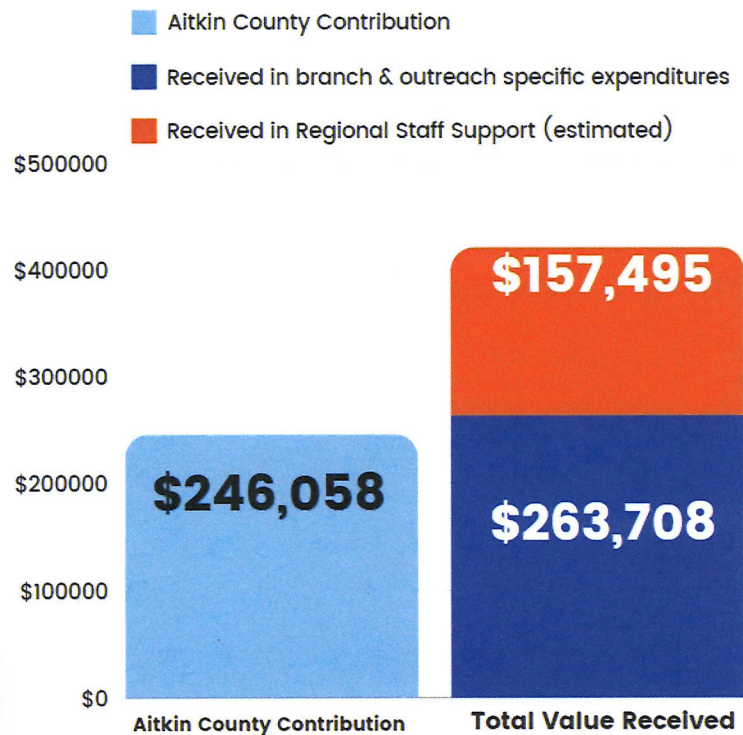 Aitkin County Contribution
Received in branch & outreach specific expenditures
Received in Regional Staff Support (estimated)
$500000
$400000
$300000
$200000
$100000
$0
$157,495
$246,058
$263,708
Aitkin County Contribution
Total Value Received